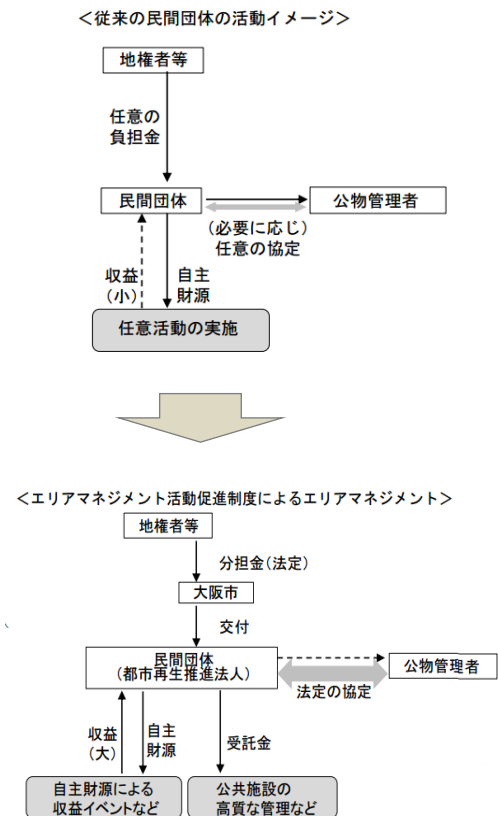 ＜従来の民間団体の活動イメージ＞
地権者等
任意の
負担金
民間団体
公物管理者
（必要に応じ）
任意の協定
収益
（小）
自主
財源
任意活動の実施
＜エリアマネジメント活動促進制度によるエリアマネジメント＞
地権者等
分担金（法定）
大阪市
交付
民間団体
（都市再生推進法人）
公物管理者
法定の協定
収益
（大）
自主
財源
受託金
自主財源による
収益イベントなど
公共施設の
高質な管理など